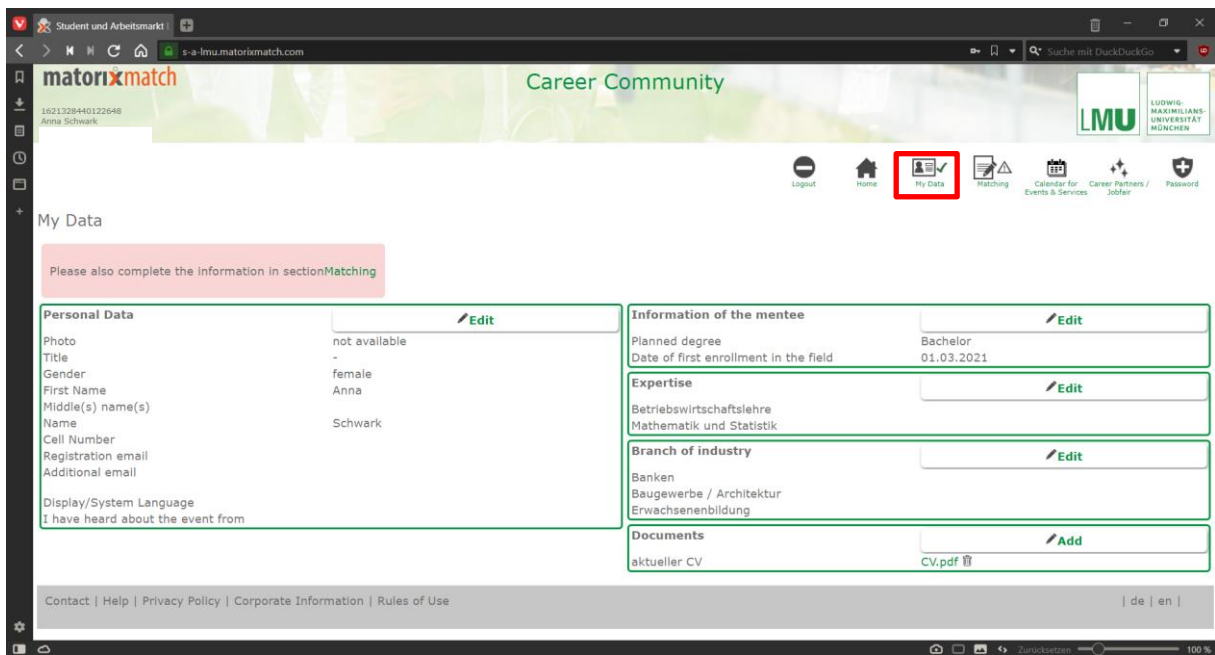 Student und Arbeitsmarkt
s-a-lmu.matorixmatch.com
Suche mit DuckDuckGo
matorixmatch
Career Community
1621328440122648
Anna Schwark
LMU
LUDWIG-
MAXIMILIANS-
UNIVERSITÄT
MÜNCHEN
Logout
Home
My Data
Matching
Calendar for
Events & Services
Career Partners /
Jobfair
Password
My Data
Please also complete the information in sectionMatching
Personal Data Edit
Photo not available
Title -
Gender female
First Name Anna
Middle(s) name(s)
Name Schwark
Cell Number
Registration email
Additional email
Display/System Language
I have heard about the event from
Information of the mentee Edit
Planned degree Bachelor
Date of first enrollment in the field 01.03.2021
Expertise Edit
Betriebswirtschaftslehre
Mathematik und Statistik
Branch of industry Edit
Banken
Baugewerbe / Architektur
Erwachsenenbildung
Documents Add
aktueller CV CV.pdf
Contact | Help | Privacy Policy | Corporate Information | Rules of Use | de | en |
Zurücksetzen 100 %